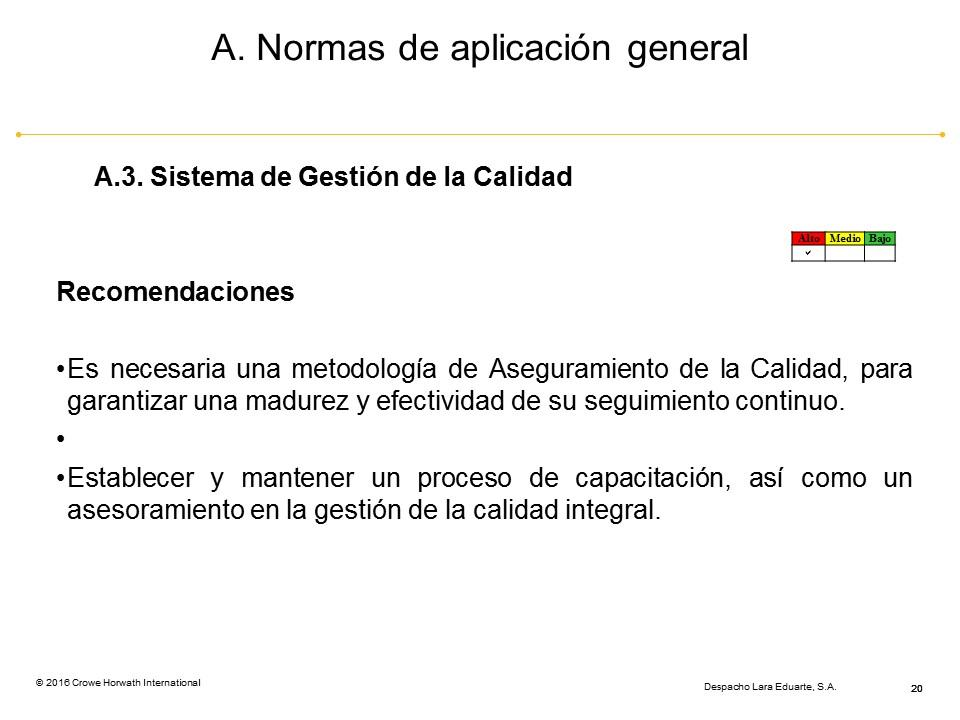 A. Normas de aplicación general
A.3. Sistema de Gestión de la Calidad
Alto Medio Bajo
✓
Recomendaciones
•Es necesaria una metodología de Aseguramiento de la Calidad, para
garantizar una madurez y efectividad de su seguimiento continuo.
•
•Establecer y mantener un proceso de capacitación, así como un
asesoramiento en la gestión de la calidad integral.
© 2016 Crowe Horwath International
Despacho Lara Eduarte, S.A.
20